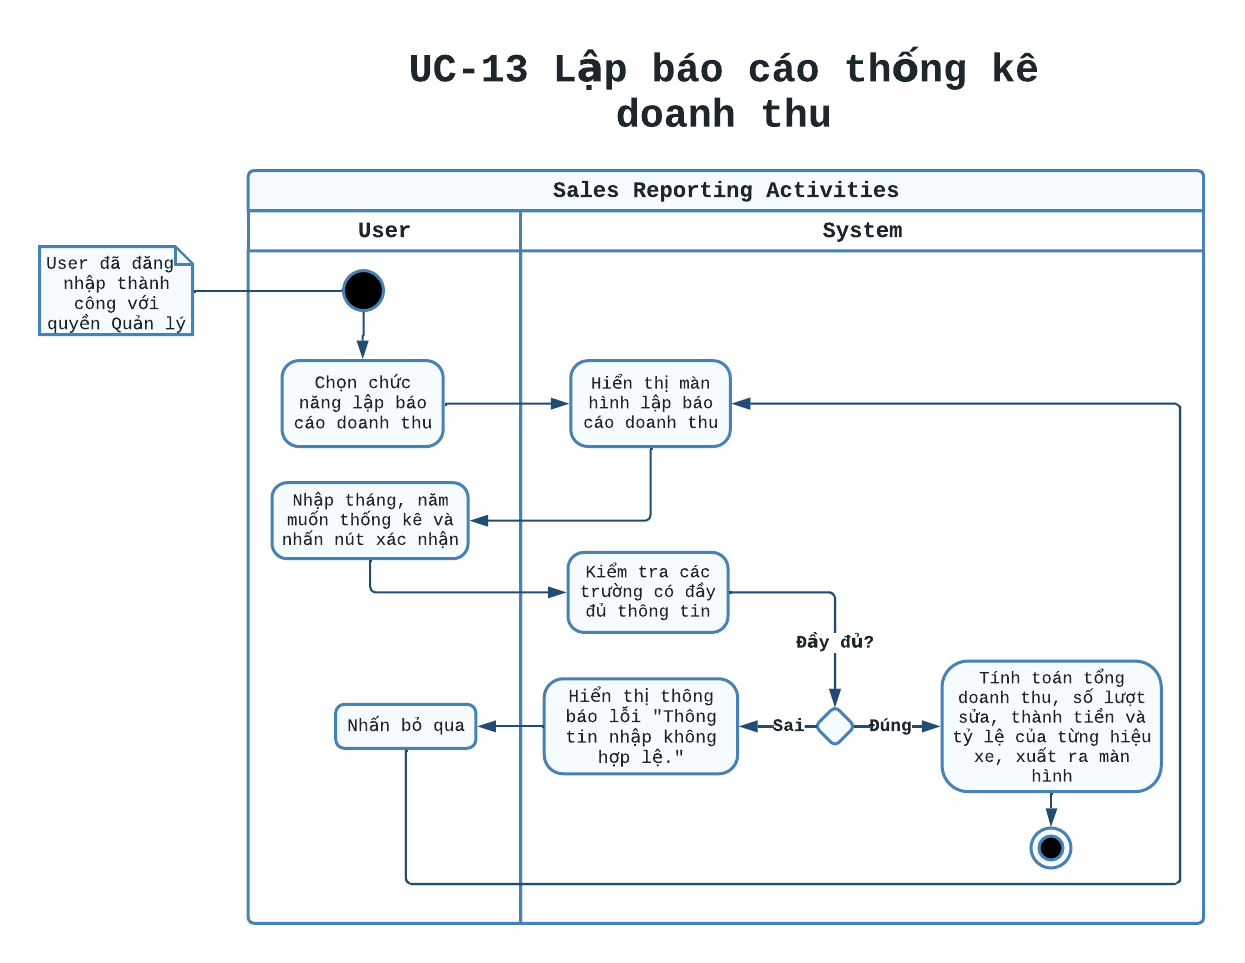 UC-13 Lập báo cáo thống kê
doanh thu
Sales Reporting Activities
User
System
User đã đăng
nhập thành
công với
quyền Quản lý
Chọn chức
năng lập báo
cáo doanh thu
Hiển thị màn
hình lập báo
cáo doanh thu
Nhập tháng, năm
muốn thống kê và
nhấn nút xác nhận
Kiểm tra các
trường có đầy
đủ thông tin
Đầy đủ?
Nhấn bỏ qua
Hiển thị thông
báo lỗi "Thông
tin nhập không
hợp lệ."
Sai
Đúng
Tính toán tổng
doanh thu, số lượt
sửa, thành tiền và
tỷ lệ của từng hiệu
xe, xuất ra màn
hình